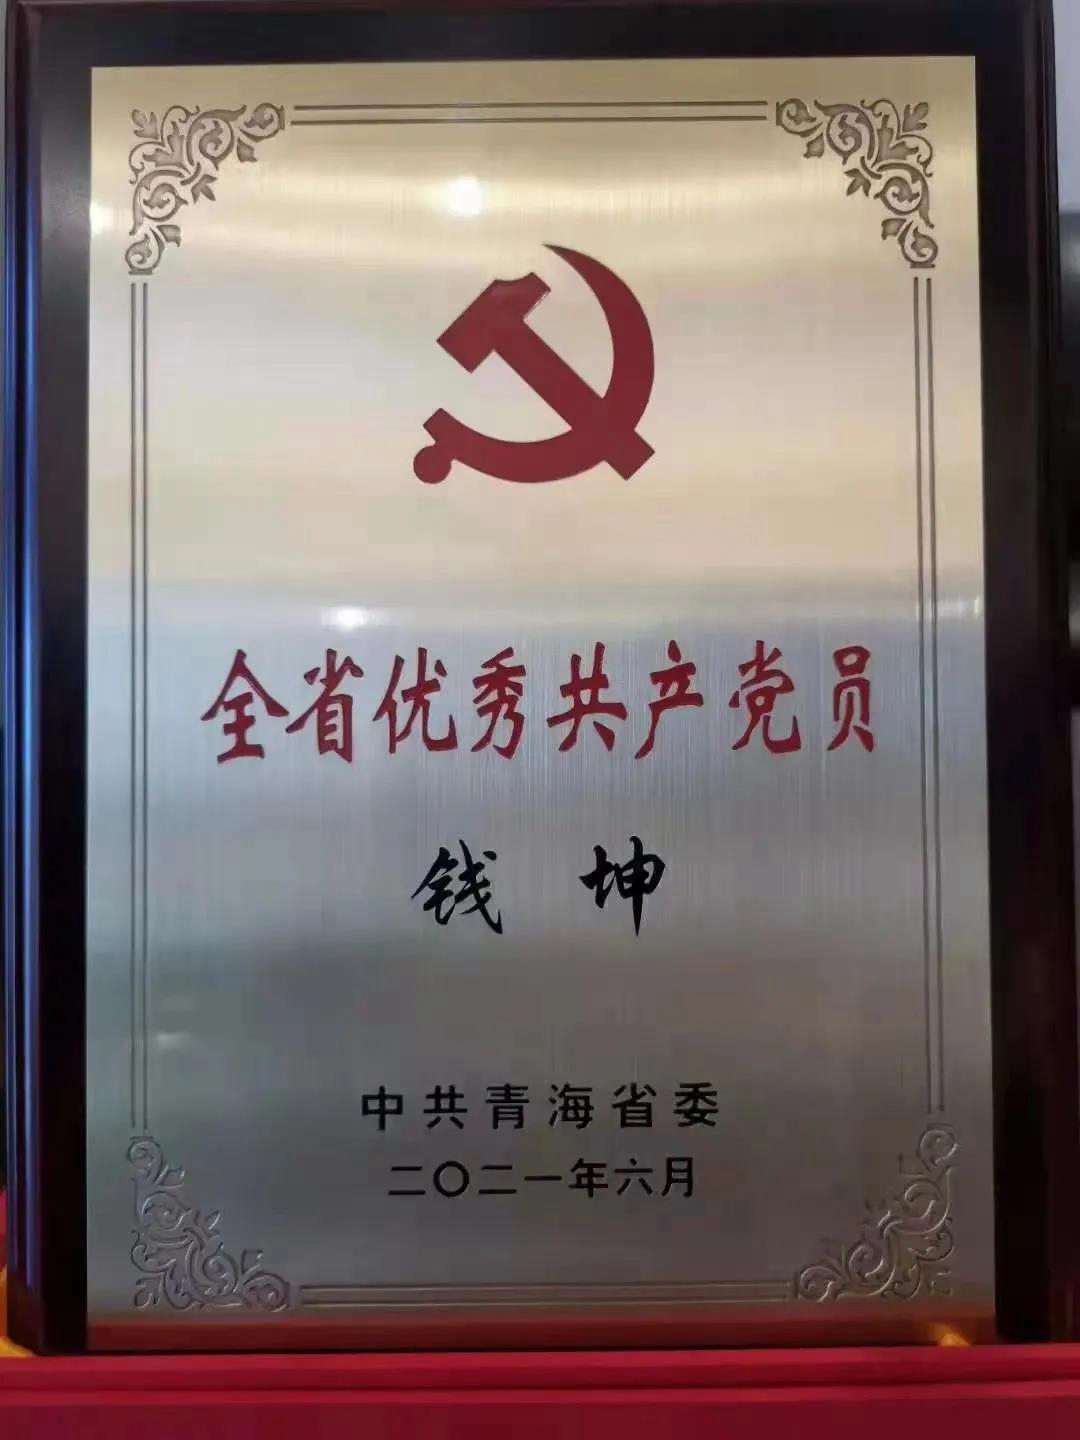 全省优秀共产党员
钱坤
中共青海省委
二〇二一年六月